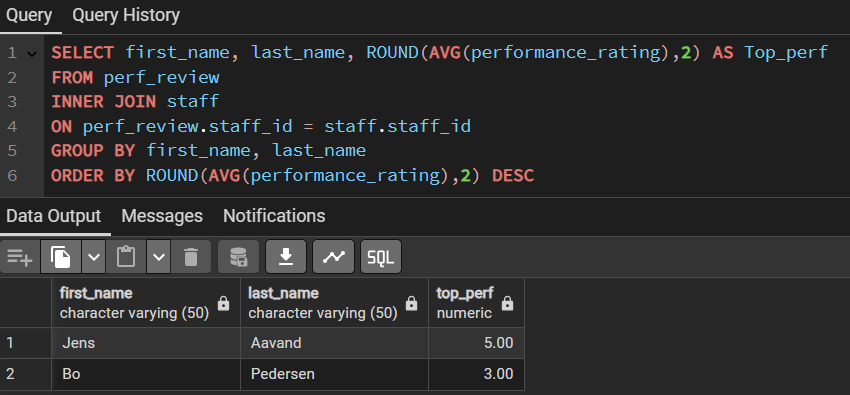 Query Query History
1 SELECT first_name, last_name, ROUND(AVG(performance_rating),2) AS Top_perf
2 FROM perf_review
3 INNER JOIN staff
4 ON perf_review.staff_id = staff.staff_id
5 GROUP BY first_name, last_name
6 ORDER BY ROUND(AVG(performance_rating),2) DESC
Data Output Messages Notifications
SQL
first_name last_name top_perf
character varying (50) character varying (50) numeric
1 Jens Aavand 5.00
2 Bo Pedersen 3.00